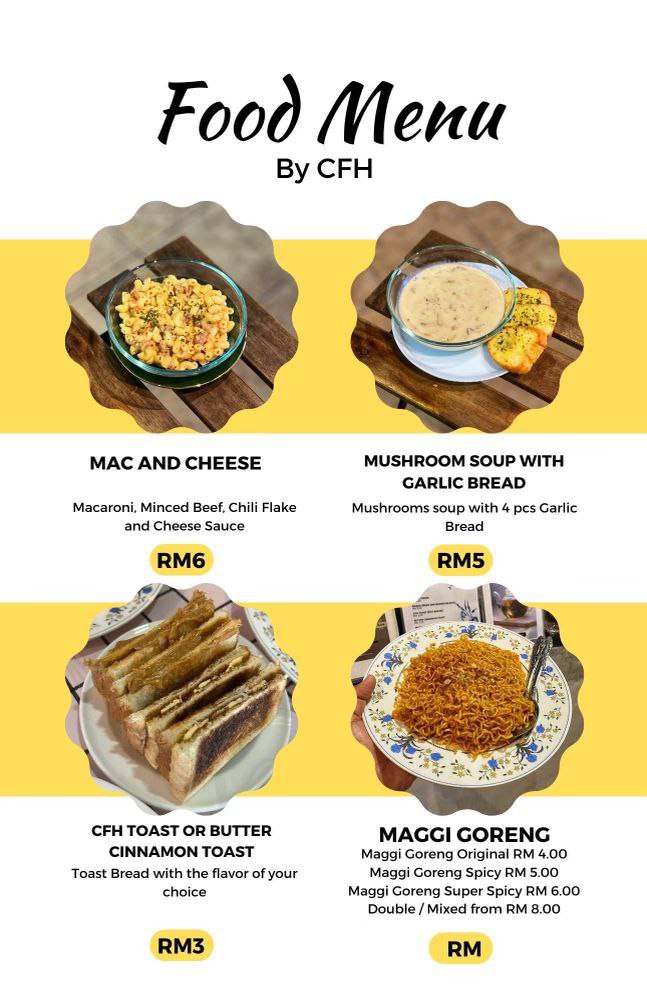 Food Menu
By CFH
MAC AND CHEESE
Macaroni, Minced Beef, Chili Flake
and Cheese Sauce
RM6
MUSHROOM SOUP WITH
GARLIC BREAD
Mushrooms soup with 4 pcs Garlic
Bread
RM5
CFH TOAST OR BUTTER
CINNAMON TOAST
Toast Bread with the flavor of your
choice
RM3
MAGGI GORENG
Maggi Goreng Original RM 4.00
Maggi Goreng Spicy RM 5.00
Maggi Goreng Super Spicy RM 6.00
Double / Mixed from RM 8.00
RM